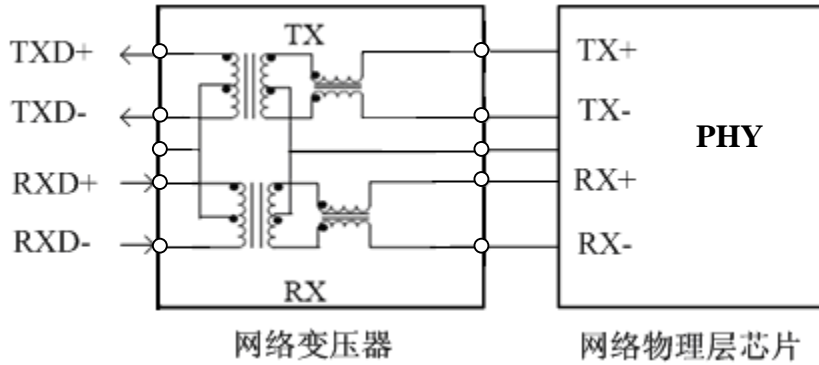 TX
TXD+
TX+
TXD-
TX-
PHY
RXD+
RX+
RXD-
RX-
RX
网络变压器
网络物理层芯片